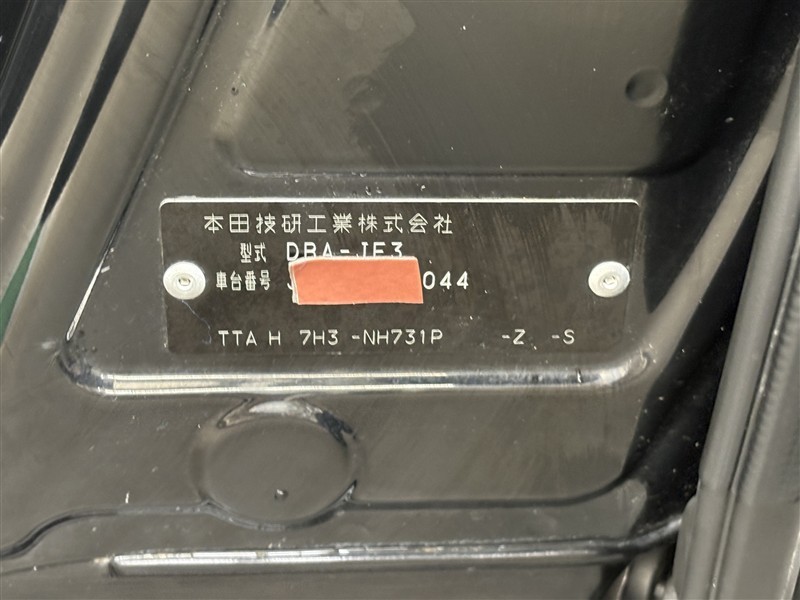 本田技研工業株式会社
型式 DBA-JE3
車台番号 J 044
TTA H 7H3 -NH731P -Z -S